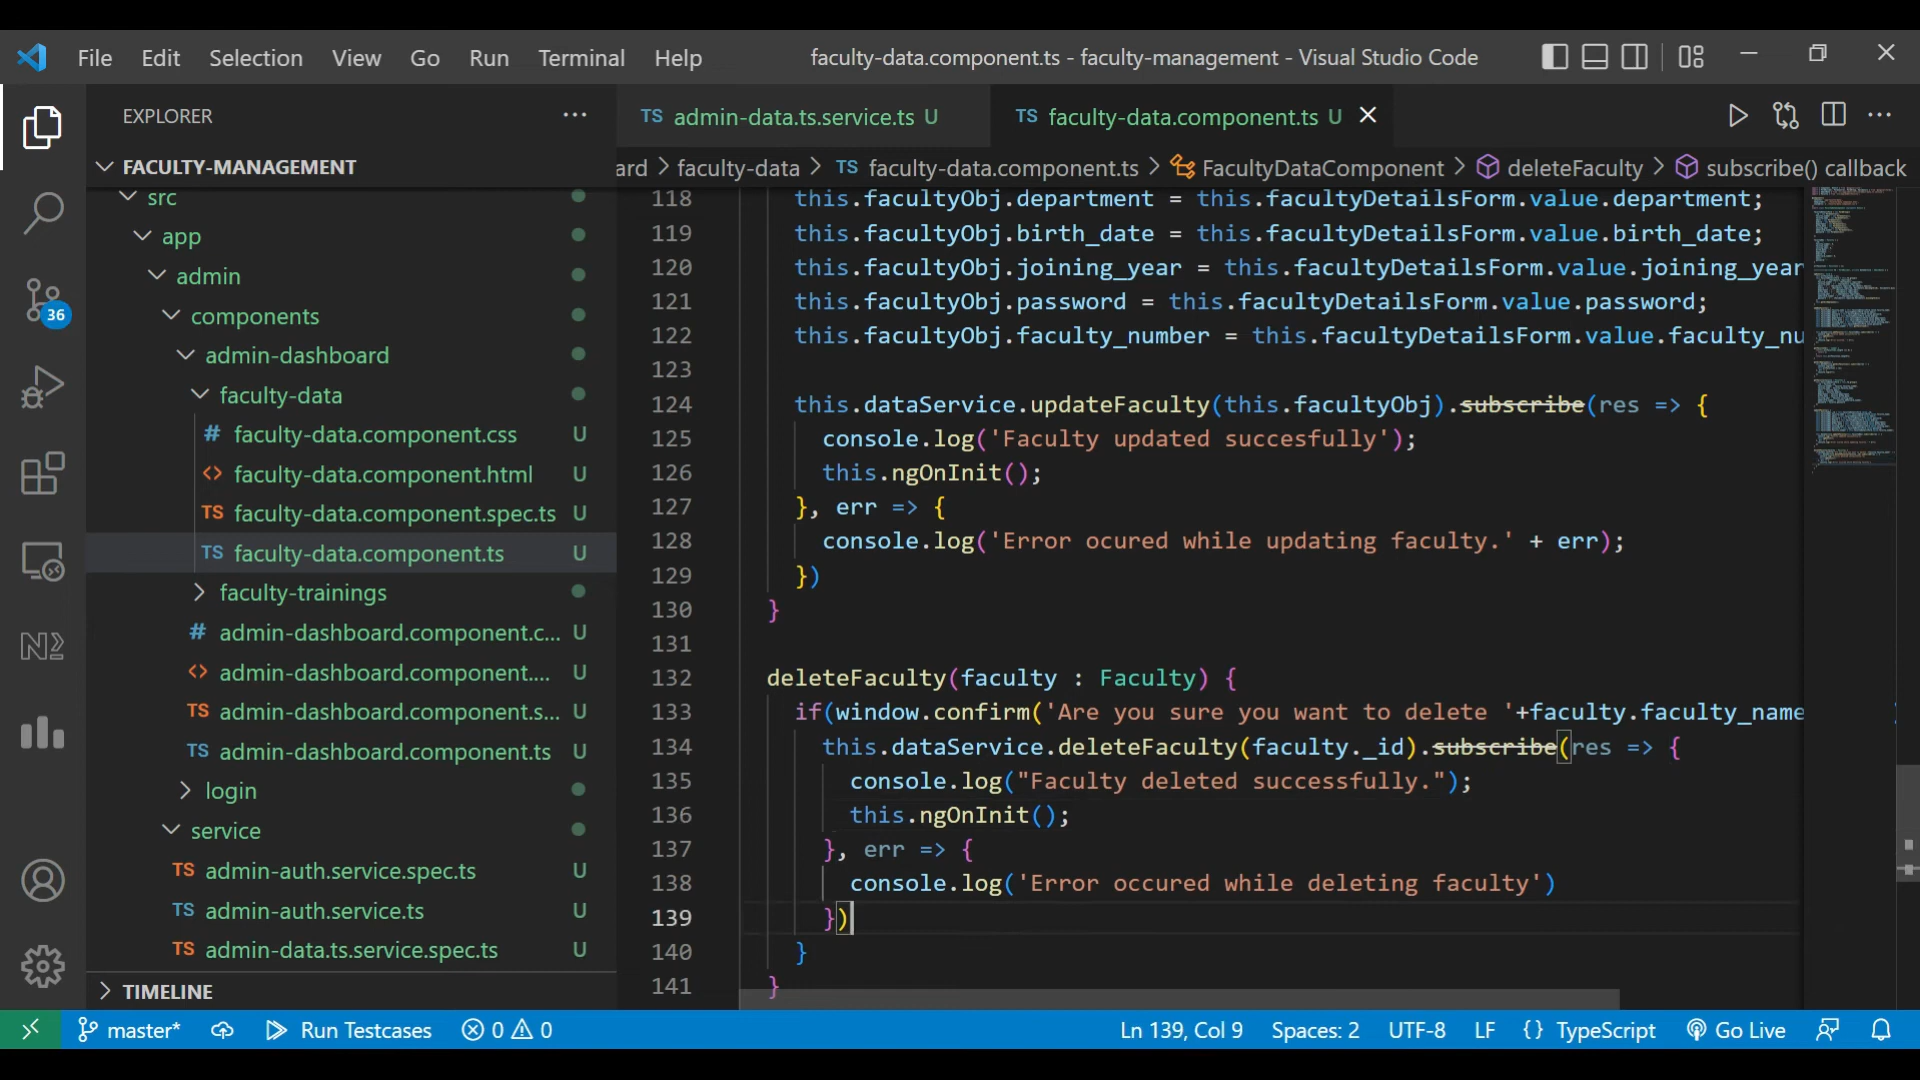 File Edit Selection View Go Run Terminal Help faculty-data.component.ts - faculty-management - Visual Studio Code
EXPLORER ...
TS admin-data.ts.service.ts U
TS faculty-data.component.ts U
FACULTY-MANAGEMENT
ard > faculty-data > TS faculty-data.component.ts > FacultyDataComponent > deleteFaculty > subscribe() callback
src
app
admin
components
admin-dashboard
faculty-data
# faculty-data.component.css U
<> faculty-data.component.html U
TS faculty-data.component.spec.ts U
TS faculty-data.component.ts U
faculty-trainings
# admin-dashboard.component.c... U
<> admin-dashboard.component.... U
TS admin-dashboard.component.s... U
TS admin-dashboard.component.ts U
login
service
TS admin-auth.service.spec.ts U
TS admin-auth.service.ts U
TS admin-data.ts.service.spec.ts U
TIMELINE
36
118 this.facultyObj.department = this.facultyDetailsForm.value.department;
119 this.facultyObj.birth_date = this.facultyDetailsForm.value.birth_date;
120 this.facultyObj.joining_year = this.facultyDetailsForm.value.joining_year
121 this.facultyObj.password = this.facultyDetailsForm.value.password;
122 this.facultyObj.faculty_number = this.facultyDetailsForm.value.faculty_nu
123
124 this.dataService.updateFaculty(this.facultyObj).subscribe(res => {
125 console.log('Faculty updated succesfully');
126 this.ngOnInit();
127 }, err => {
128 console.log('Error ocured while updating faculty.' + err);
129 })
130 }
131
132 deleteFaculty(faculty : Faculty) {
133 if(window.confirm('Are you sure you want to delete '+faculty.faculty_name
134 this.dataService.deleteFaculty(faculty._id).subscribe(res => {
135 console.log("Faculty deleted successfully.");
136 this.ngOnInit();
137 }, err => {
138 console.log('Error occured while deleting faculty')
139 })
140 }
141 }
master* Run Testcases 0 0 Ln 139, Col 9 Spaces: 2 UTF-8 LF {} TypeScript Go Live